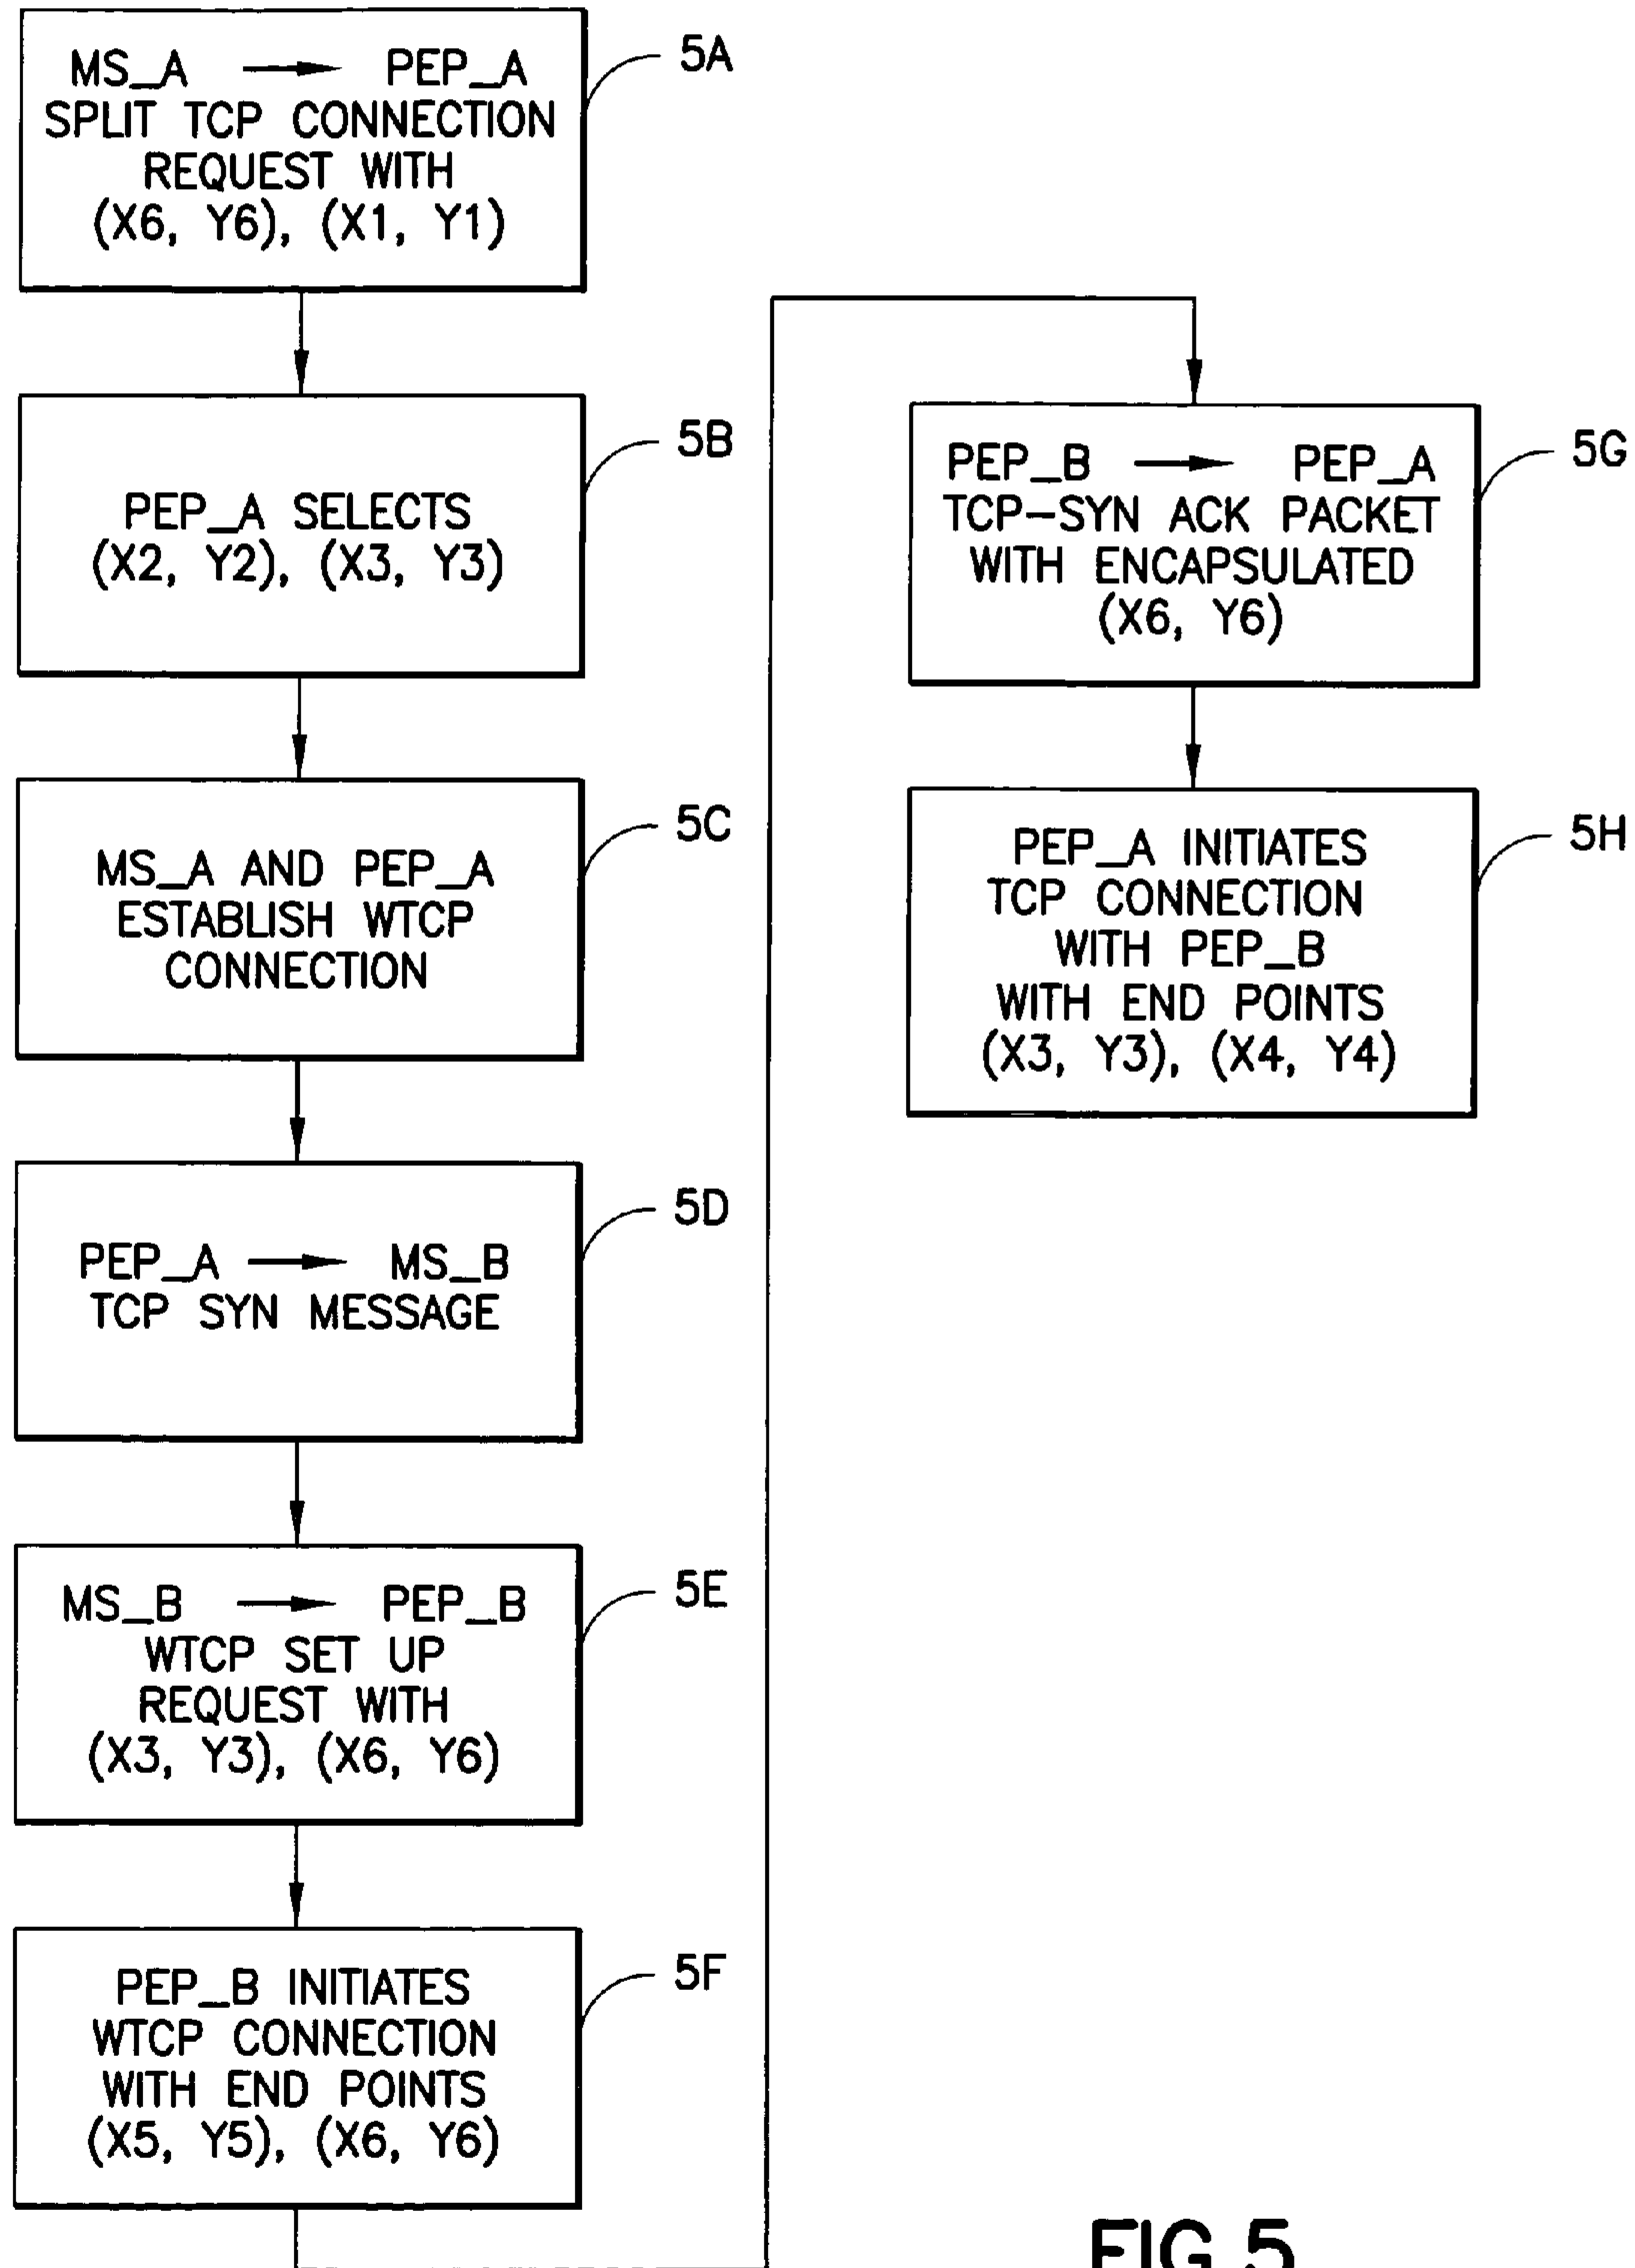 MS_A → PEP_A
SPLIT TCP CONNECTION
REQUEST WITH
(X6, Y6), (X1, Y1)
5A
PEP_A SELECTS
(X2, Y2), (X3, Y3)
5B
MS_A AND PEP_A
ESTABLISH WTCP
CONNECTION
5C
PEP_A → MS_B
TCP SYN MESSAGE
5D
MS_B → PEP_B
WTCP SET UP
REQUEST WITH
(X3, Y3), (X6, Y6)
5E
PEP_B INITIATES
WTCP CONNECTION
WITH END POINTS
(X5, Y5), (X6, Y6)
5F
PEP_B → PEP_A
TCP-SYN ACK PACKET
WITH ENCAPSULATED
(X6, Y6)
5G
PEP_A INITIATES
TCP CONNECTION
WITH PEP_B
WITH END POINTS
(X3, Y3), (X4, Y4)
5H
FIG.5